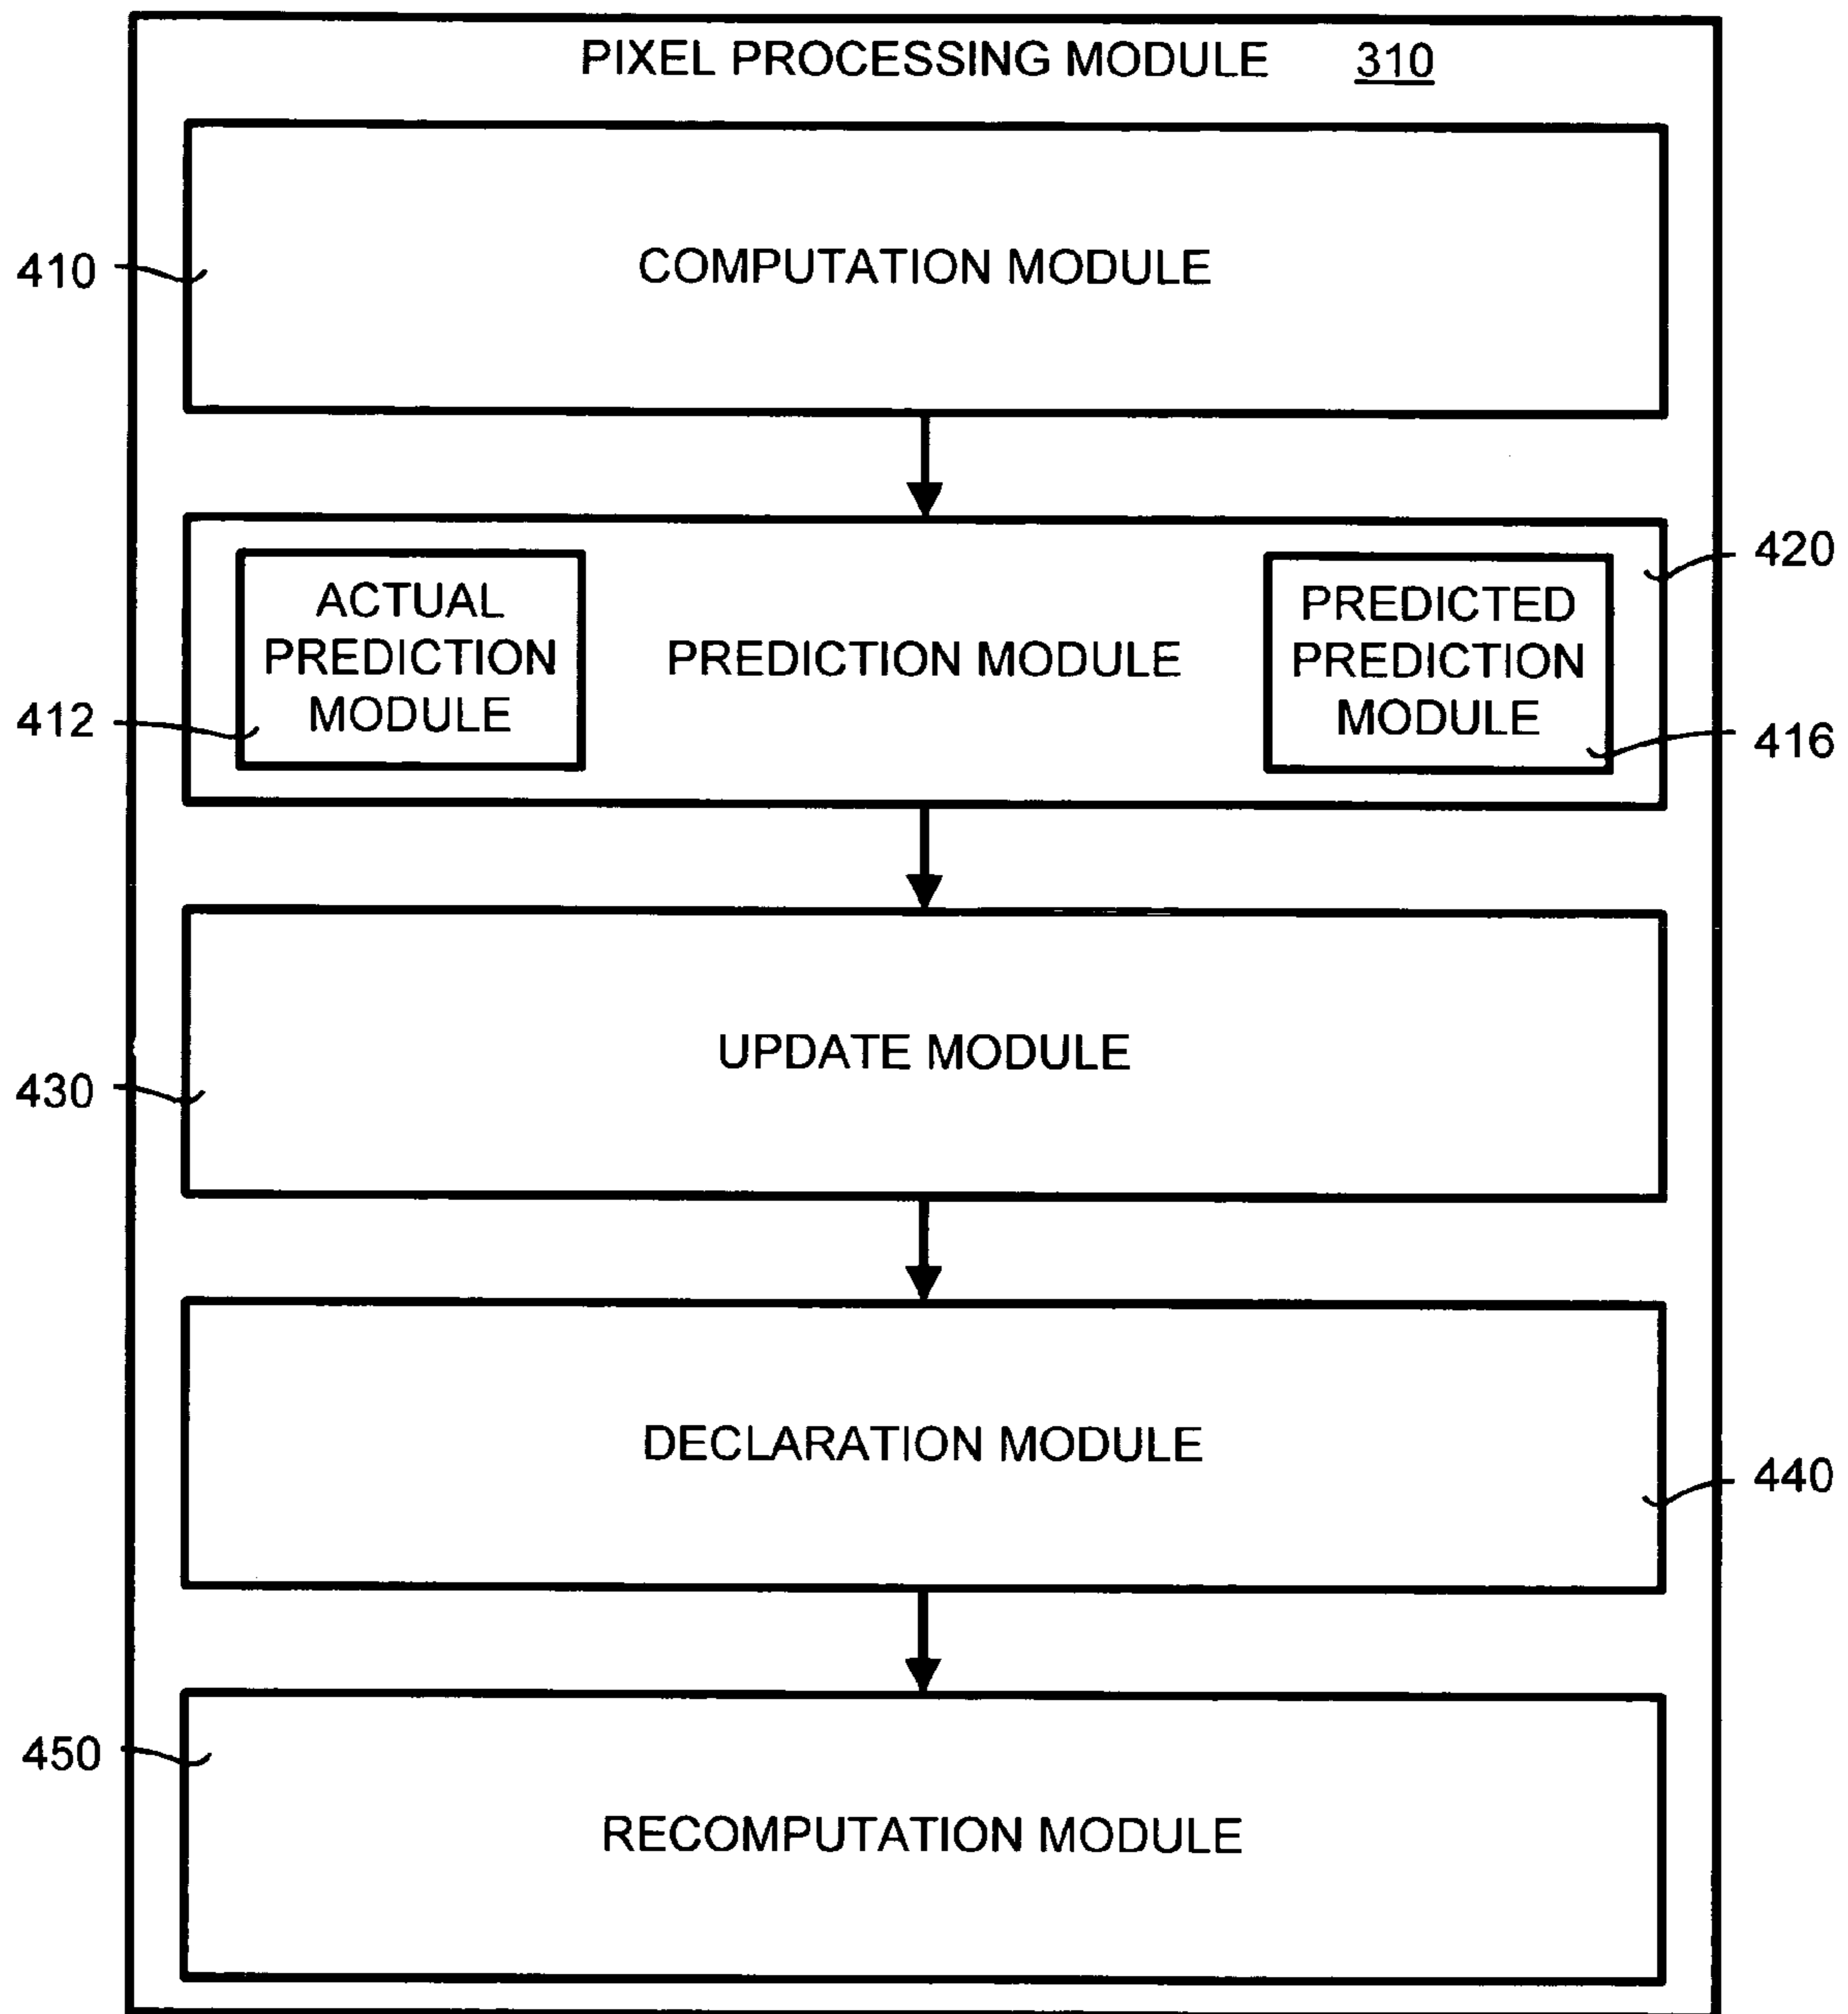 PIXEL PROCESSING MODULE 310
COMPUTATION MODULE
410
420
ACTUAL
PREDICTION
MODULE
PREDICTION MODULE
PREDICTED
PREDICTION
MODULE
412
416
UPDATE MODULE
430
DECLARATION MODULE
440
450
RECOMPUTATION MODULE